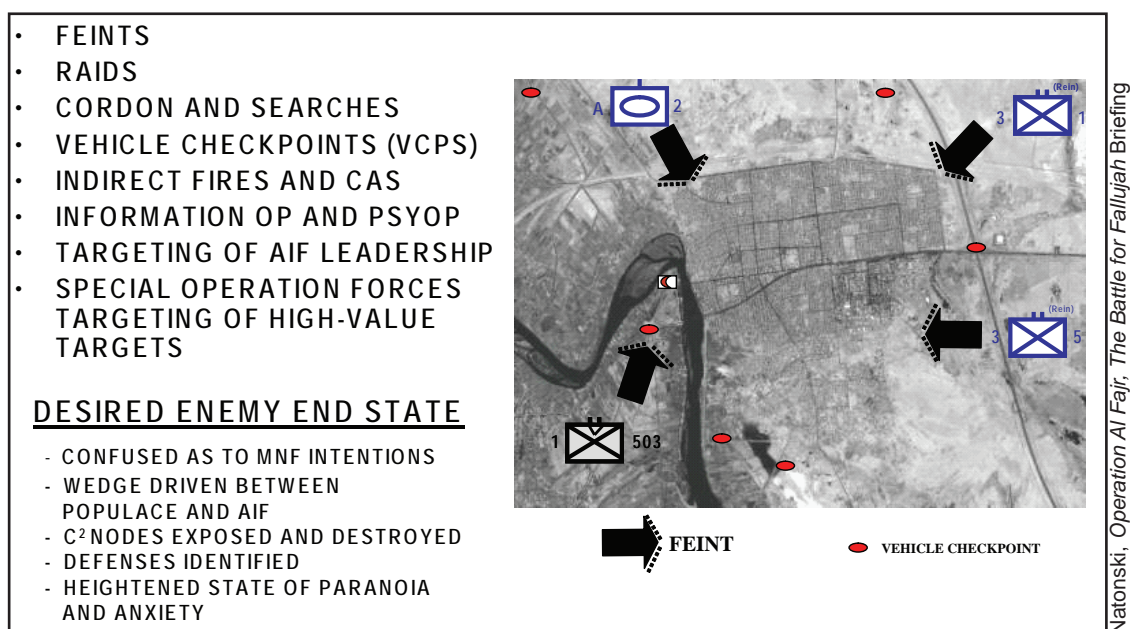 • FEINTS
• RAIDS
• CORDON AND SEARCHES
• VEHICLE CHECKPOINTS (VCPS)
• INDIRECT FIRES AND CAS
• INFORMATION OP AND PSYOP
• TARGETING OF AIF LEADERSHIP
• SPECIAL OPERATION FORCES
TARGETING OF HIGH-VALUE
TARGETS
DESIRED ENEMY END STATE
- CONFUSED AS TO MNF INTENTIONS
- WEDGE DRIVEN BETWEEN
POPULACE AND AIF
- C² NODES EXPOSED AND DESTROYED
- DEFENSES IDENTIFIED
- HEIGHTENED STATE OF PARANOIA
AND ANXIETY
A 2
(Rein)
3 1
(Rein)
3 5
1 503
FEINT
VEHICLE CHECKPOINT
Natonski, Operation Al Fajr, The Battle for Fallujah Briefing